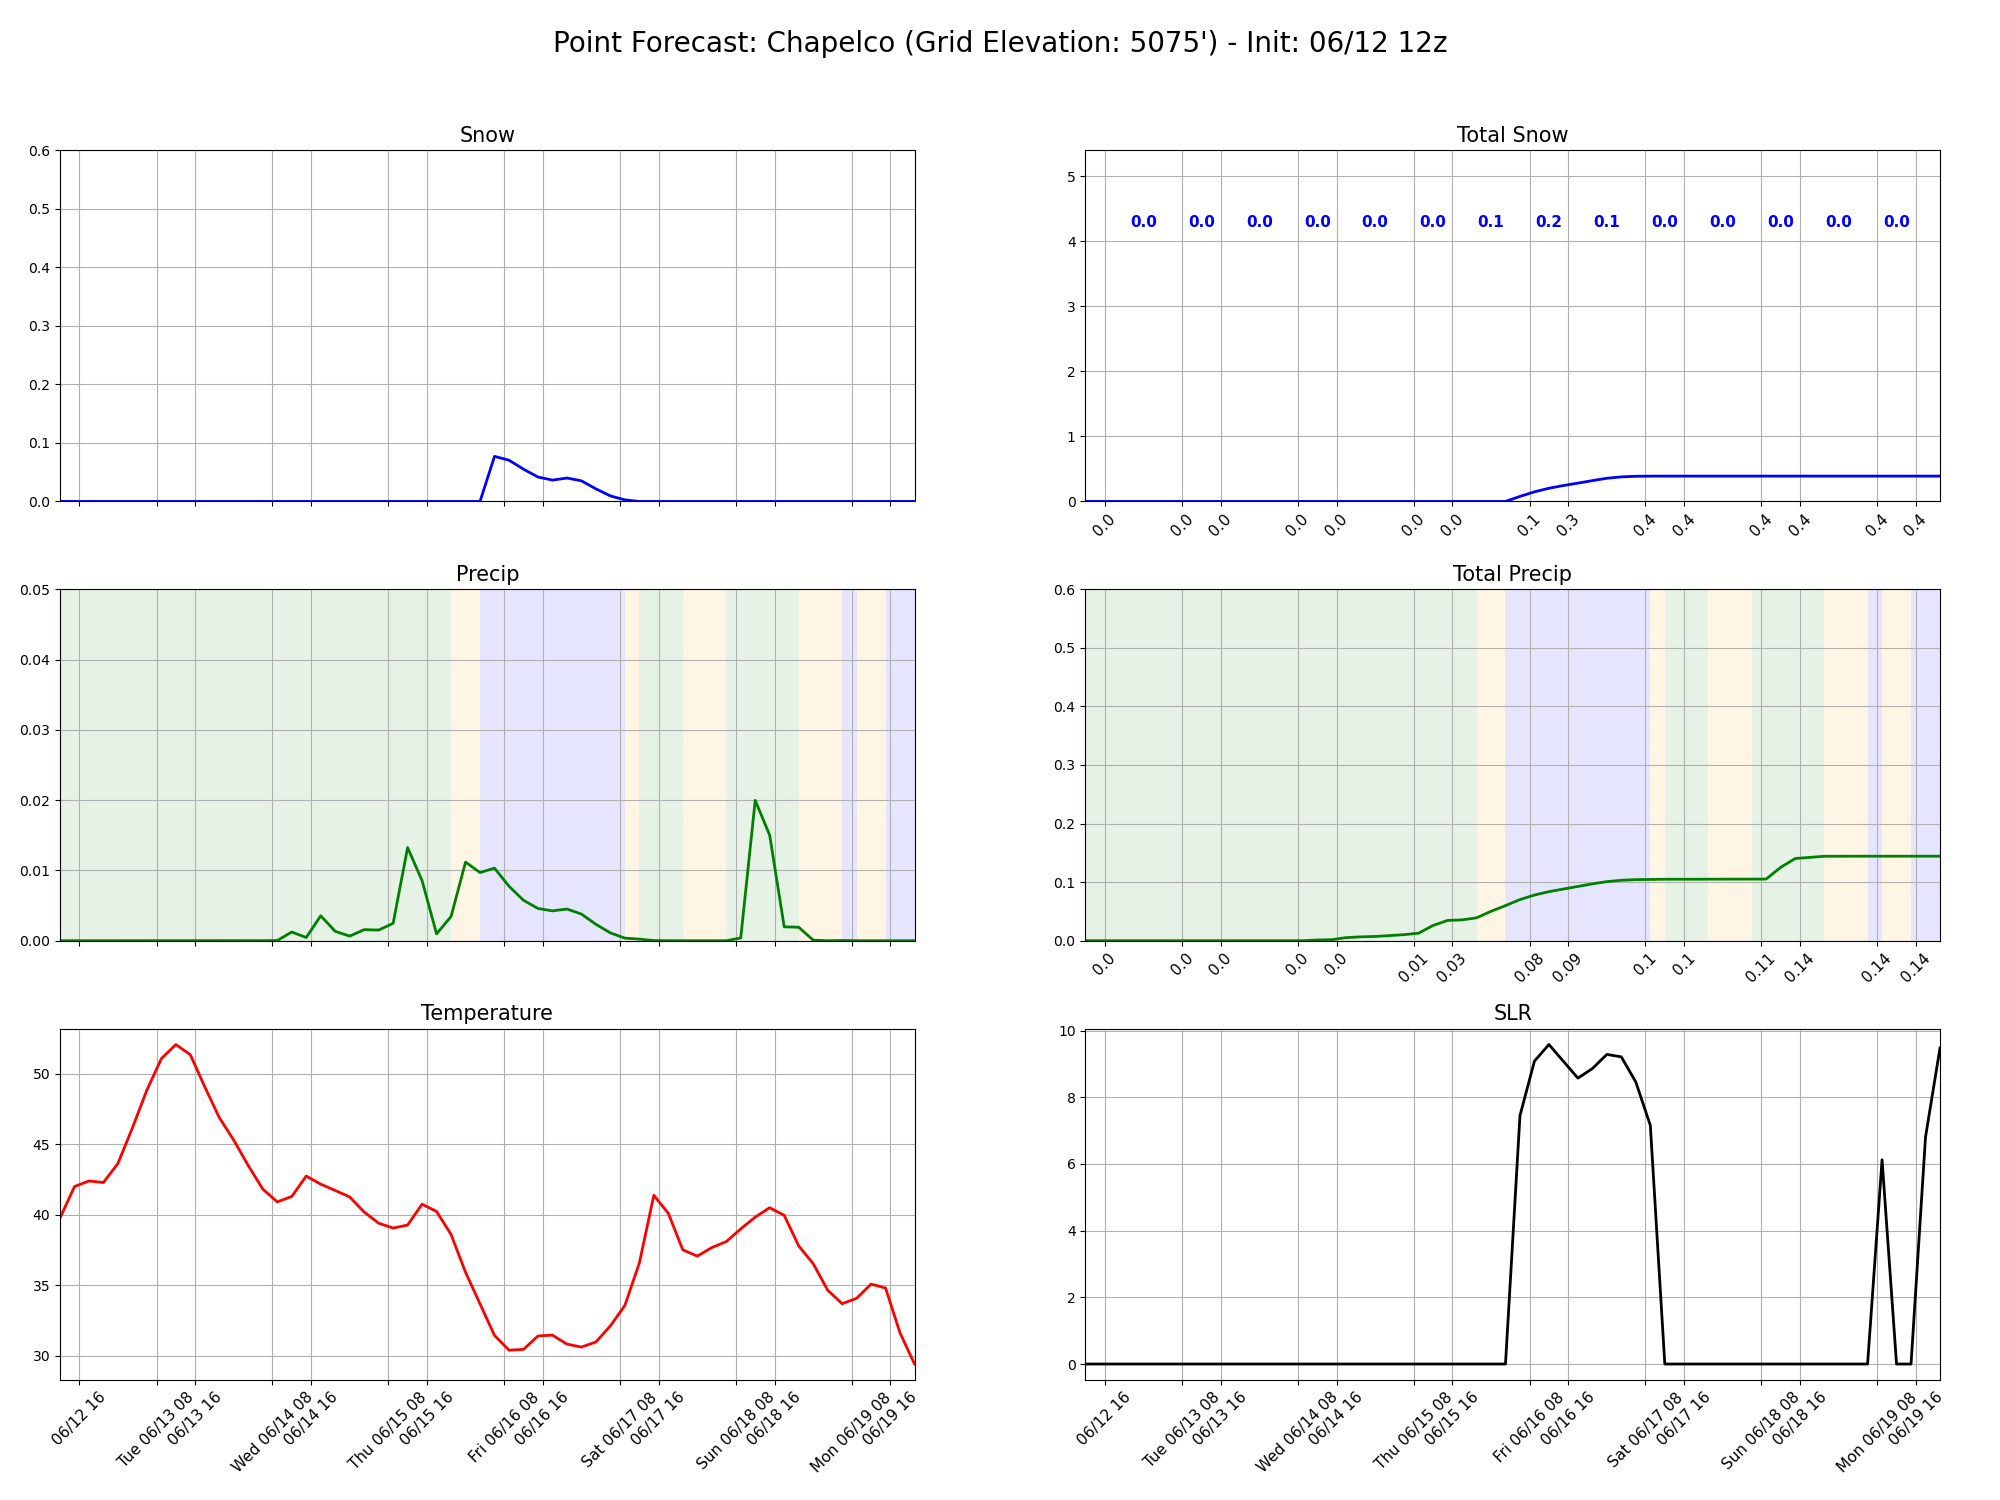 Point Forecast: Chapelco (Grid Elevation: 5075') - Init: 06/12 12z
Snow
0.6
0.5
0.4
0.3
0.2
0.1
0.0
Total Snow
5
4
3
2
1
0
0.0 0.0 0.0 0.0 0.0 0.0 0.1 0.2 0.1 0.0 0.0 0.0 0.0 0.0
0.0 0.0 0.0 0.0 0.0 0.0 0.0 0.1 0.3 0.4 0.4 0.4 0.4 0.4 0.4
Precip
0.05
0.04
0.03
0.02
0.01
0.00
Total Precip
0.6
0.5
0.4
0.3
0.2
0.1
0.0
0.0 0.0 0.0 0.0 0.0 0.01 0.03 0.08 0.09 0.1 0.1 0.11 0.14 0.14 0.14
Temperature
50
45
40
35
30
06/12 16
Tue 06/13 08
06/13 16
Wed 06/14 08
06/14 16
Thu 06/15 08
06/15 16
Fri 06/16 08
06/16 16
Sat 06/17 08
06/17 16
Sun 06/18 08
06/18 16
Mon 06/19 08
06/19 16
SLR
10
8
6
4
2
0
06/12 16
Tue 06/13 08
06/13 16
Wed 06/14 08
06/14 16
Thu 06/15 08
06/15 16
Fri 06/16 08
06/16 16
Sat 06/17 08
06/17 16
Sun 06/18 08
06/18 16
Mon 06/19 08
06/19 16